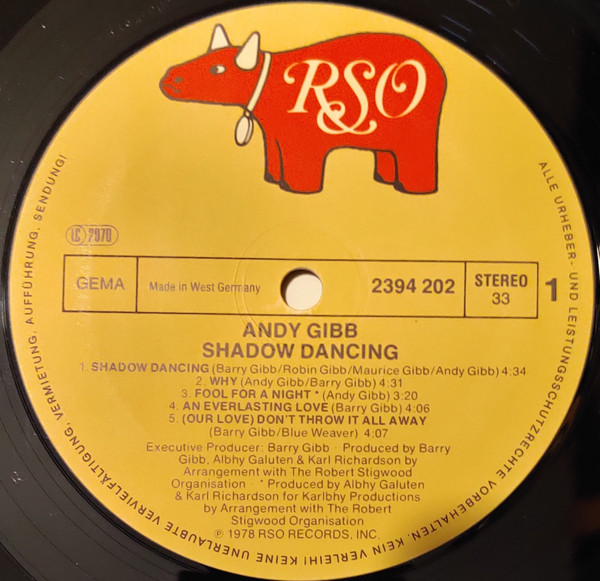 RSO
LC 2970
GEMA
Made in West Germany
2394 202
STEREO
33
1
ANDY GIBB
SHADOW DANCING
1. SHADOW DANCING (Barry Gibb/Robin Gibb/Maurice Gibb/Andy Gibb) 4:34
2. WHY (Andy Gibb/Barry Gibb) 4:31
3. FOOL FOR A NIGHT * (Andy Gibb) 3:20
4. AN EVERLASTING LOVE (Barry Gibb) 4:06
5. (OUR LOVE) DON'T THROW IT ALL AWAY
(Barry Gibb/Blue Weaver) 4:07
Executive Producer: Barry Gibb · Produced by Barry
Gibb, Albhy Galuten & Karl Richardson by
Arrangement with The Robert Stigwood
Organisation · * Produced by Albhy Galuten
& Karl Richardson for Karlbhy Productions
by Arrangement with The Robert
Stigwood Organisation
℗ 1978 RSO RECORDS, INC.
ALLE URHEBER- UND LEISTUNGSSCHUTZRECHTE VORBEHALTEN. KEIN VERLEIH! KEINE UNERLAUBTE VERVIELFÄLTIGUNG, VERMIETUNG, AUFFÜHRUNG, SENDUNG!